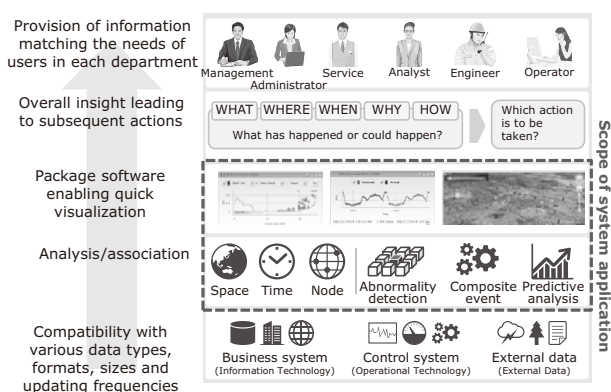 Provision of information
matching the needs of
users in each department
Management
Administrator
Service
Analyst
Engineer
Operator
Overall insight leading
to subsequent actions
WHAT WHERE WHEN WHY HOW
What has happened or could happen?
Which action
is to be
taken?
Package software
enabling quick
visualization
Analysis/association
Space
Time
Node
Abnormality
detection
Composite
event
Predictive
analysis
Compatibility with
various data types,
formats, sizes and
updating frequencies
Business system
(Information Technology)
Control system
(Operational Technology)
External data
(External Data)
Scope of system application